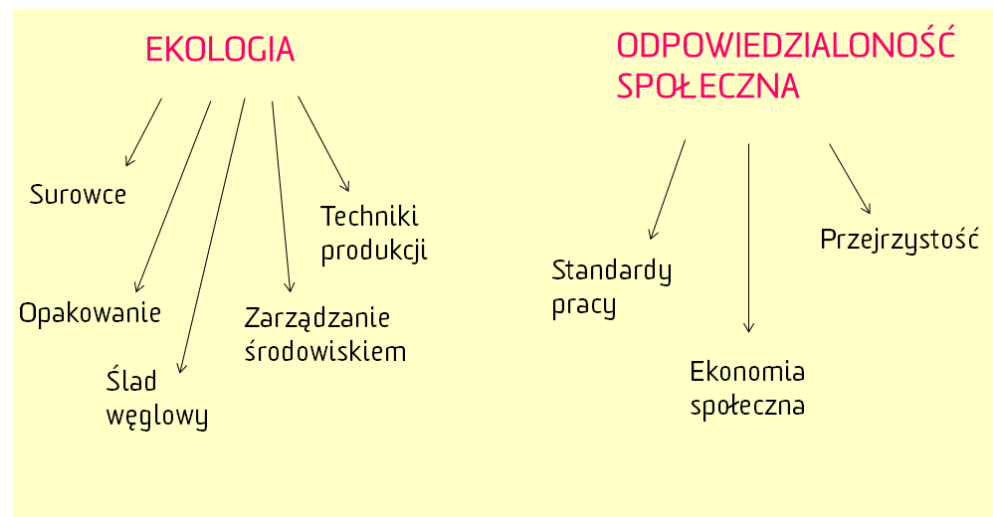 EKOLOGIA
Surowce
Opakowanie
Ślad
węglowy
Zarządzanie
środowiskiem
Techniki
produkcji
ODPOWIEDZIALONOŚĆ
SPOŁECZNA
Standardy
pracy
Ekonomia
społeczna
Przejrzystość